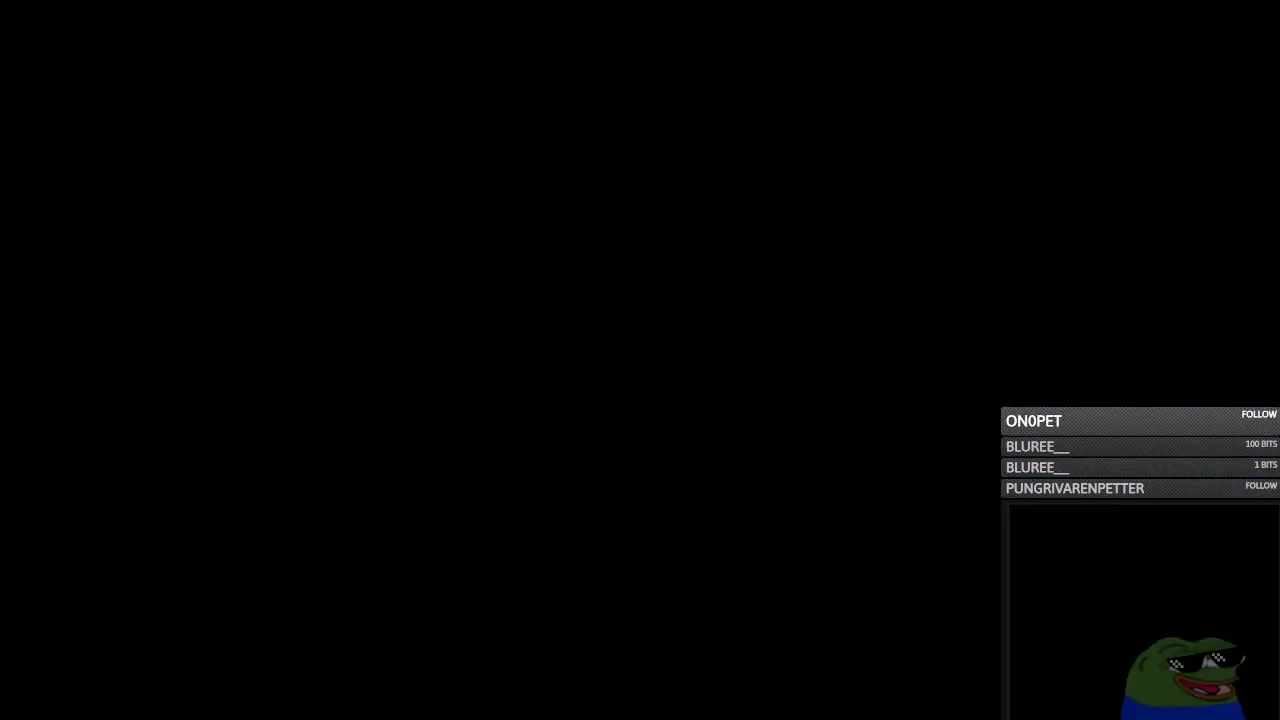 ON0PET FOLLOW
BLUREE__ 100 BITS
BLUREE__ 1 BITS
PUNGRIVARENPETTER FOLLOW